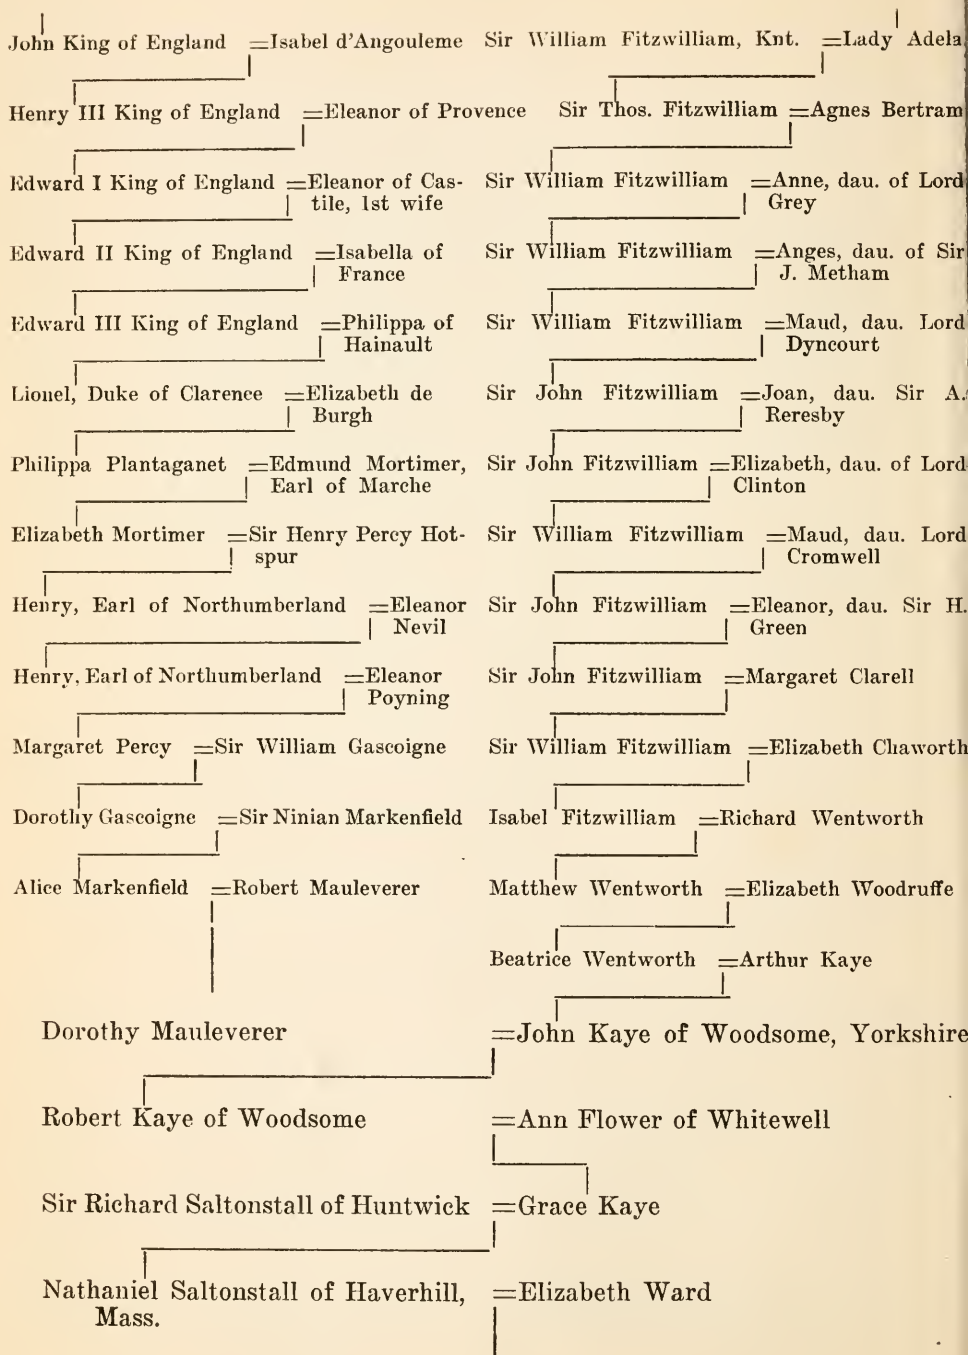 John King of England =Isabel d'Angouleme
Henry III King of England =Eleanor of Provence
Edward I King of England =Eleanor of Cas-
tile, 1st wife
Edward II King of England =Isabella of
France
Edward III King of England =Philippa of
Hainault
Lionel, Duke of Clarence =Elizabeth de
Burgh
Philippa Plantaganet =Edmund Mortimer,
Earl of Marche
Elizabeth Mortimer =Sir Henry Percy Hot-
spur
Henry, Earl of Northumberland =Eleanor
Nevil
Henry, Earl of Northumberland =Eleanor
Poyning
Margaret Percy =Sir William Gascoigne
Dorothy Gascoigne =Sir Ninian Markenfield
Alice Markenfield =Robert Mauleverer
Sir William Fitzwilliam, Knt. =Lady Adela
Sir Thos. Fitzwilliam =Agnes Bertram
Sir William Fitzwilliam =Anne, dau. of Lord
Grey
Sir William Fitzwilliam =Anges, dau. of Sir
J. Metham
Sir William Fitzwilliam =Maud, dau. Lord
Dyncourt
Sir John Fitzwilliam =Joan, dau. Sir A.
Reresby
Sir John Fitzwilliam =Elizabeth, dau. of Lord
Clinton
Sir William Fitzwilliam =Maud, dau. Lord
Cromwell
Sir John Fitzwilliam =Eleanor, dau. Sir H.
Green
Sir John Fitzwilliam =Margaret Clarell
Sir William Fitzwilliam =Elizabeth Chaworth
Isabel Fitzwilliam =Richard Wentworth
Matthew Wentworth =Elizabeth Woodruffe
Beatrice Wentworth =Arthur Kaye
Dorothy Mauleverer =John Kaye of Woodsome, Yorkshire
Robert Kaye of Woodsome =Ann Flower of Whitewell
Sir Richard Saltonstall of Huntwick =Grace Kaye
Nathaniel Saltonstall of Haverhill, =Elizabeth Ward
Mass.